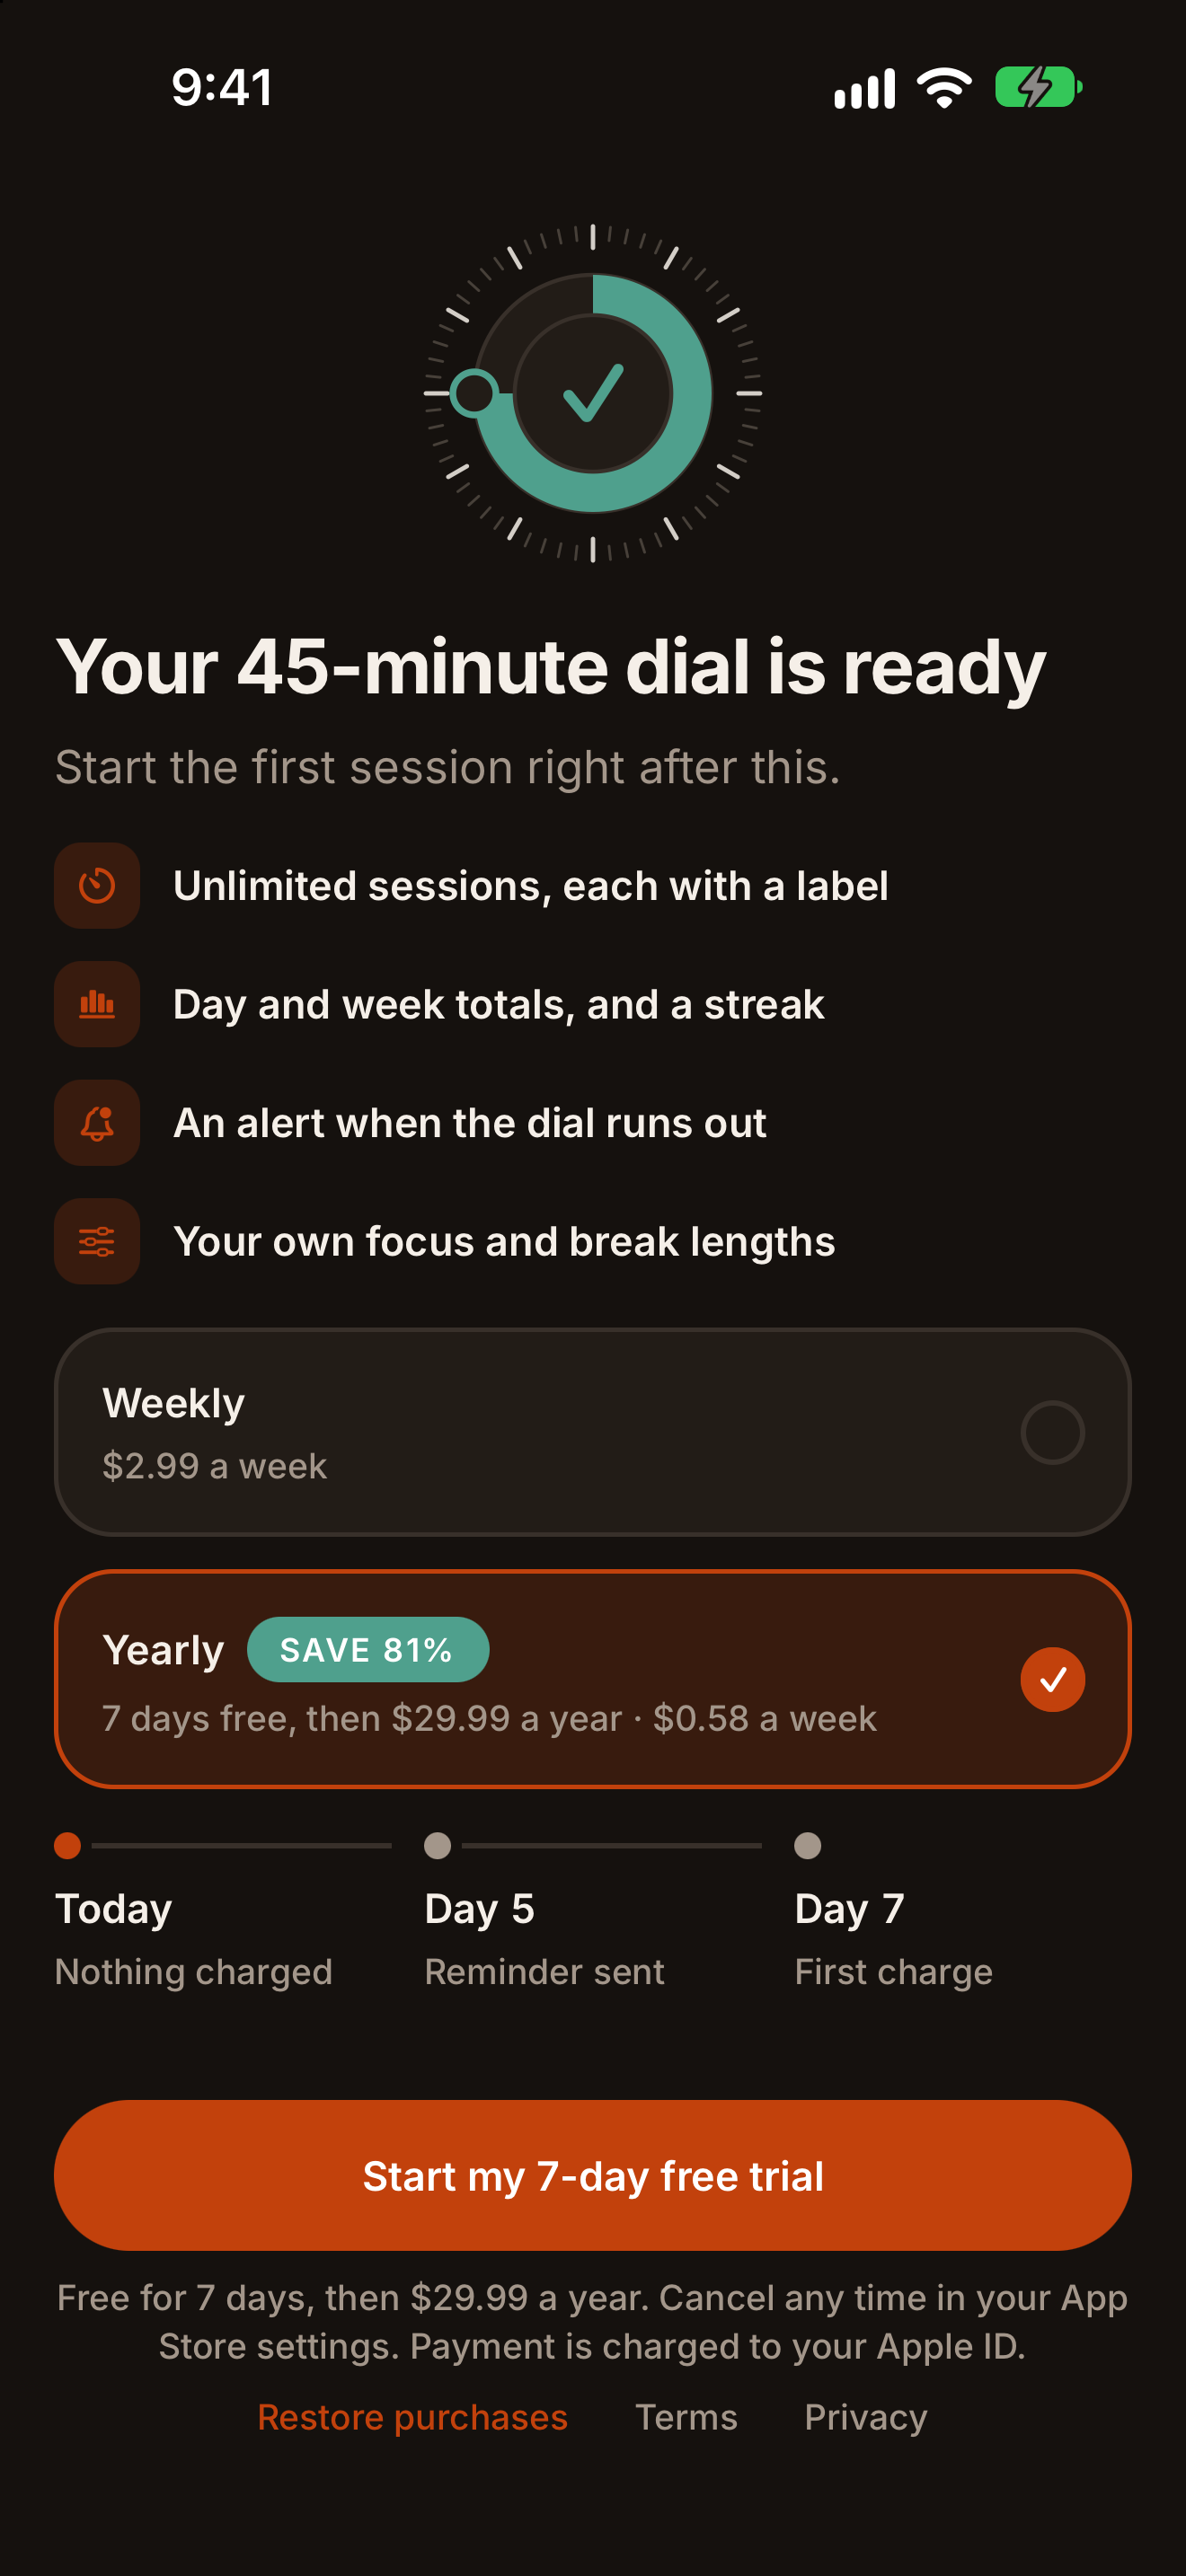 9:41
Your 45-minute dial is ready
Start the first session right after this.
Unlimited sessions, each with a label
Day and week totals, and a streak
An alert when the dial runs out
Your own focus and break lengths
Weekly
$2.99 a week
Yearly SAVE 81%
7 days free, then $29.99 a year · $0.58 a week
Today Day 5 Day 7
Nothing charged Reminder sent First charge
Start my 7-day free trial
Free for 7 days, then $29.99 a year. Cancel any time in your App
Store settings. Payment is charged to your Apple ID.
Restore purchases Terms Privacy